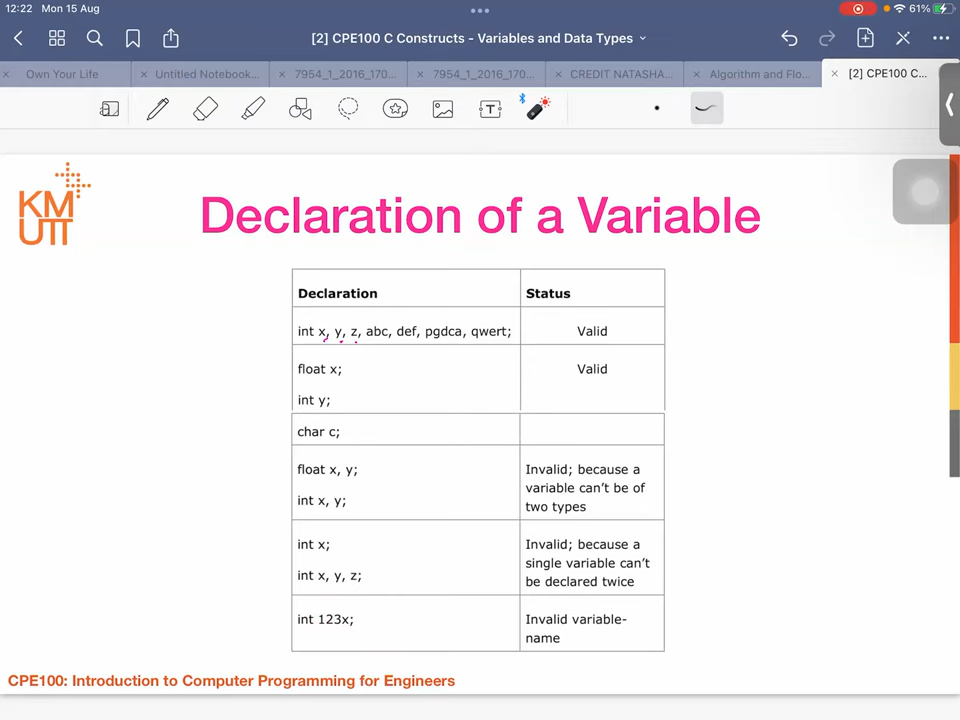 12:22 Mon 15 Aug 61%
[2] CPE100 C Constructs - Variables and Data Types
Own Your Life
Untitled Notebook...
7954_1_2016_170...
7954_1_2016_170...
CREDIT NATASHA...
Algorithm and Flo...
[2] CPE100 C...
KM
UTT
Declaration of a Variable
Declaration Status
int x, y, z, abc, def, pgdca, qwert; Valid
float x; Valid
int y;
char c;
float x, y; Invalid; because a
int x, y; variable can't be of
two types
int x; Invalid; because a
int x, y, z; single variable can't
be declared twice
int 123x; Invalid variable-
name
CPE100: Introduction to Computer Programming for Engineers